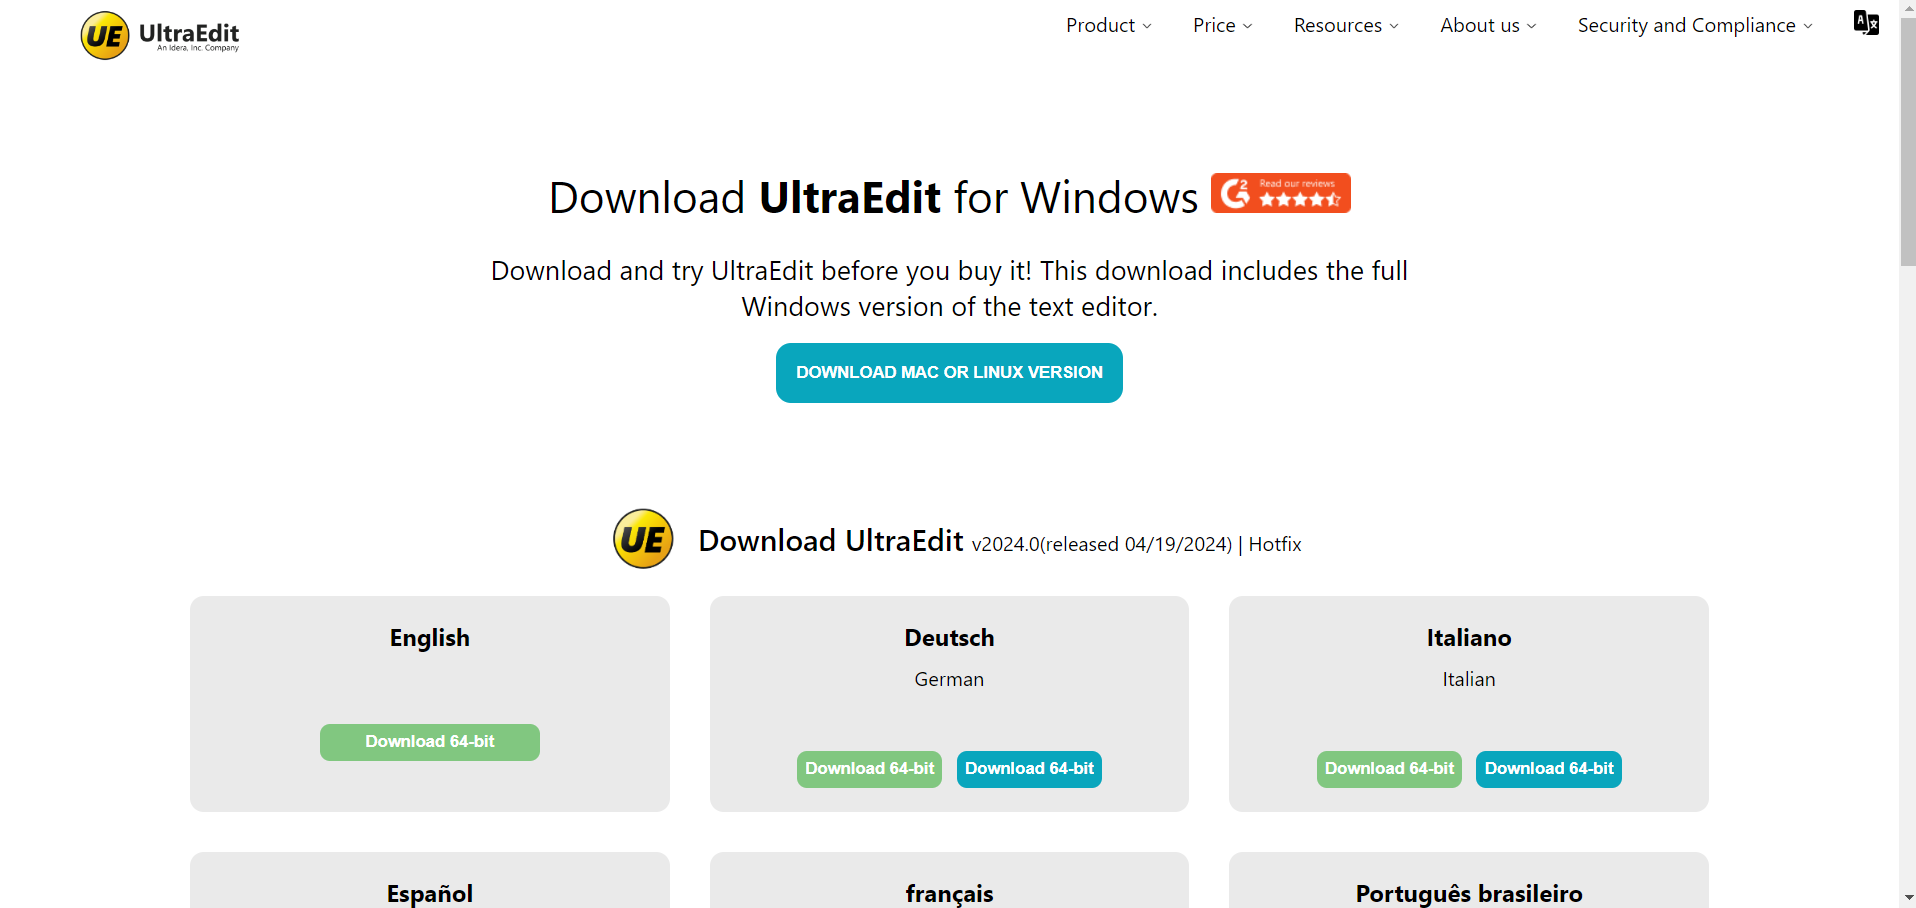 UE UltraEdit
An Idera, Inc. Company
Product Price Resources About us Security and Compliance
Download UltraEdit for Windows
G2 Read our reviews
Download and try UltraEdit before you buy it! This download includes the full
Windows version of the text editor.
DOWNLOAD MAC OR LINUX VERSION
UE Download UltraEdit v2024.0(released 04/19/2024) | Hotfix
English
Download 64-bit
Deutsch
German
Download 64-bit Download 64-bit
Italiano
Italian
Download 64-bit Download 64-bit
Español
français
Português brasileiro